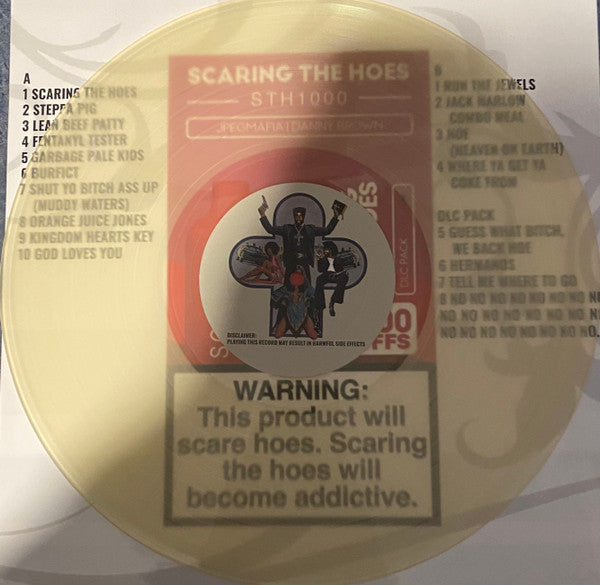 A
1 SCARING THE HOES
2 STEPPA PIG
3 LEAN BEEF PATTY
4 FENTANYL TESTER
5 GARBAGE PALE KIDS
6 BURFICT
7 SHUT YO BITCH ASS UP
(MUDDY WATERS)
8 ORANGE JUICE JONES
9 KINGDOM HEARTS KEY
10 GOD LOVES YOU
SCARING THE HOES
STH1000
JPEGMAFIA | DANNY BROWN
DLC PACK
DISCLAIMER:
PLAYING THIS RECORD MAY RESULT IN HARMFUL SIDE EFFECTS
WARNING:
This product will
scare hoes. Scaring
the hoes will
become addictive.
B
1 RUN THE JEWELS
2 JACK HARLOW
COMBO MEAL
3 HOE
(HEAVEN ON EARTH)
4 WHERE YA GET YA
COKE FROM
DLC PACK
5 GUESS WHAT BITCH,
WE BACK HOE
6 HERMANOS
7 TELL ME WHERE TO GO
8 NO NO NO NO NO NO NO
NO NO NO NO NO NO NO
NO NO NO NO NO NO NO.